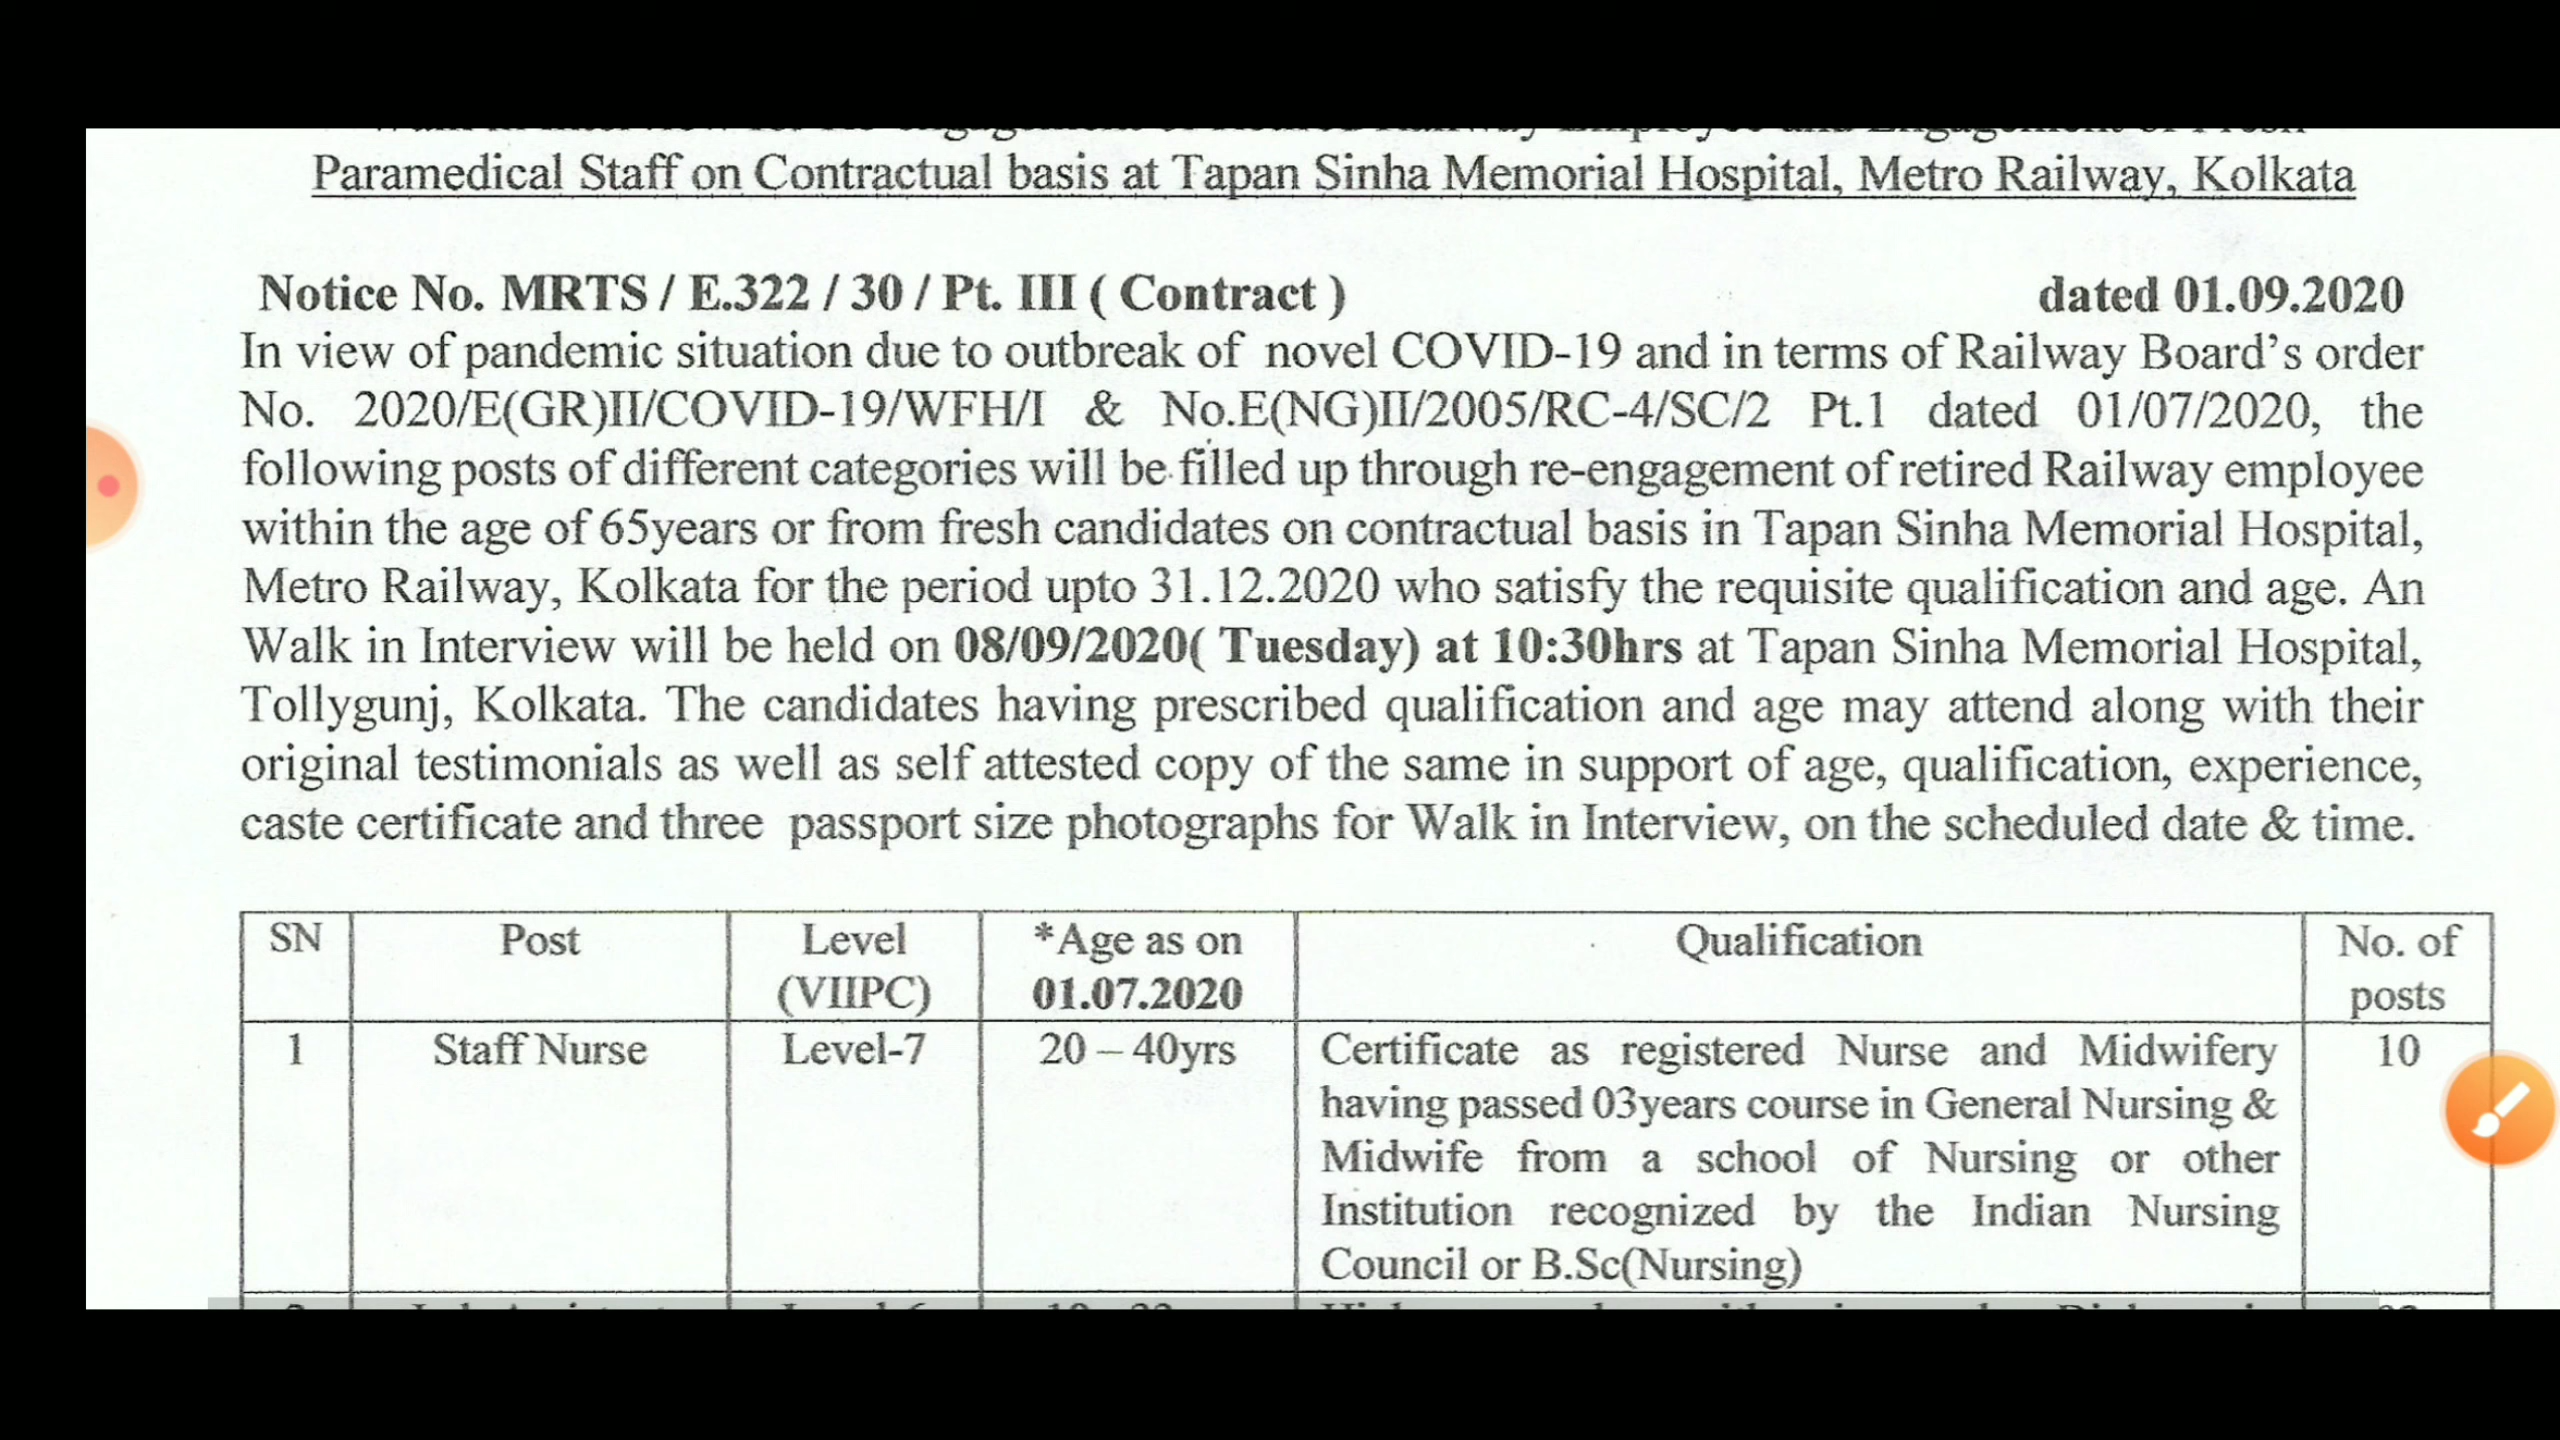 Paramedical Staff on Contractual basis at Tapan Sinha Memorial Hospital, Metro Railway, Kolkata
Notice No. MRTS / E.322 / 30 / Pt. III ( Contract ) dated 01.09.2020
In view of pandemic situation due to outbreak of novel COVID-19 and in terms of Railway Board's order
No. 2020/E(GR)II/COVID-19/WFH/I & No.E(NG)II/2005/RC-4/SC/2 Pt.1 dated 01/07/2020, the
following posts of different categories will be filled up through re-engagement of retired Railway employee
within the age of 65years or from fresh candidates on contractual basis in Tapan Sinha Memorial Hospital,
Metro Railway, Kolkata for the period upto 31.12.2020 who satisfy the requisite qualification and age. An
Walk in Interview will be held on 08/09/2020( Tuesday) at 10:30hrs at Tapan Sinha Memorial Hospital,
Tollygunj, Kolkata. The candidates having prescribed qualification and age may attend along with their
original testimonials as well as self attested copy of the same in support of age, qualification, experience,
caste certificate and three passport size photographs for Walk in Interview, on the scheduled date & time.
SN Post Level (VIIPC) *Age as on 01.07.2020 Qualification No. of posts
1 Staff Nurse Level-7 20 – 40yrs Certificate as registered Nurse and Midwifery 10
having passed 03years course in General Nursing &
Midwife from a school of Nursing or other
Institution recognized by the Indian Nursing
Council or B.Sc(Nursing)